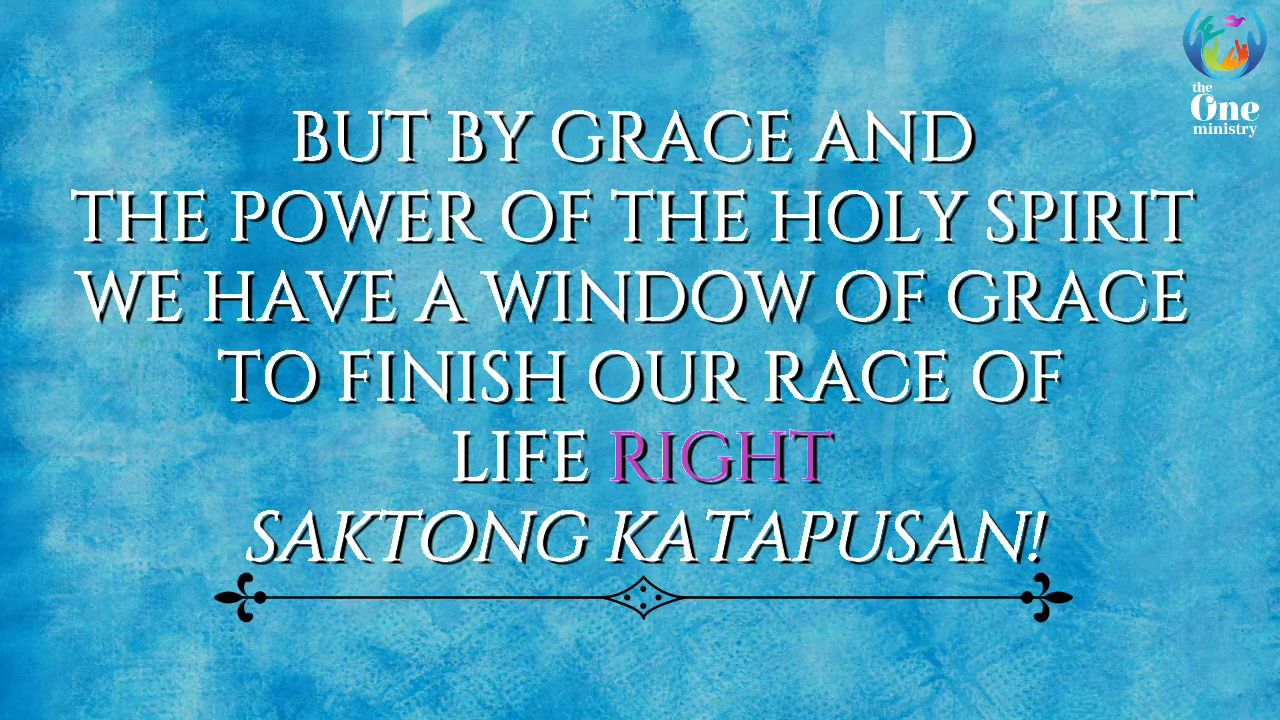 the
One
ministry
BUT BY GRACE AND
THE POWER OF THE HOLY SPIRIT
WE HAVE A WINDOW OF GRACE
TO FINISH OUR RACE OF
LIFE RIGHT
SAKTONG KATAPUSAN!